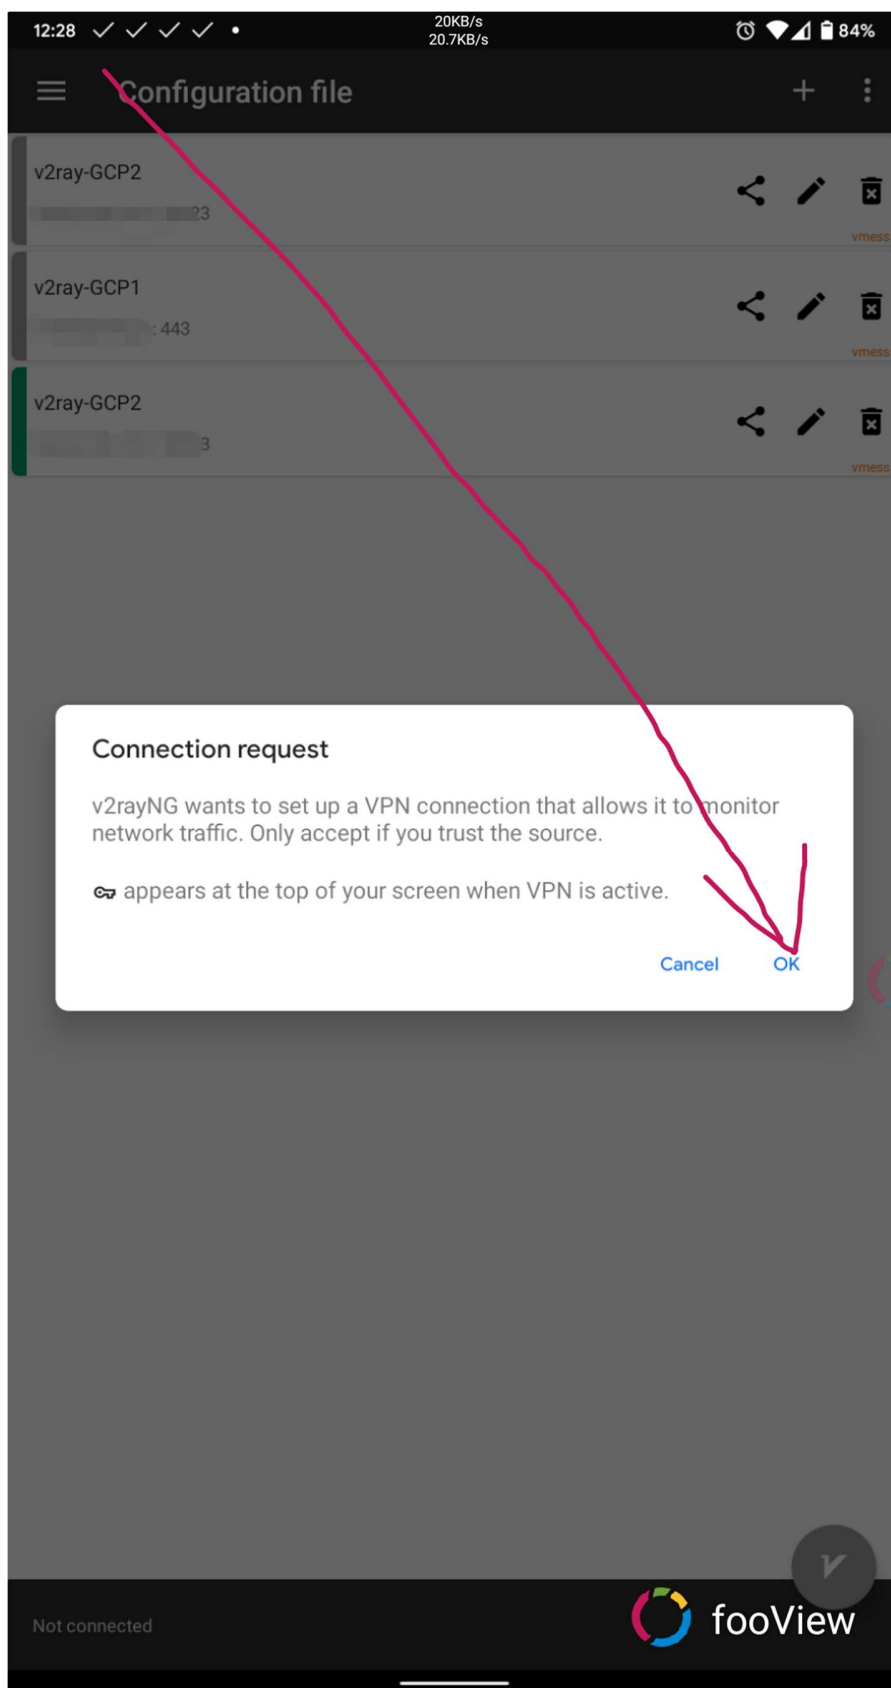 12:28
20KB/s
20.7KB/s
84%
Configuration file
v2ray-GCP2
23
vmess
v2ray-GCP1
: 443
vmess
v2ray-GCP2
3
vmess
Connection request
v2rayNG wants to set up a VPN connection that allows it to monitor
network traffic. Only accept if you trust the source.
appears at the top of your screen when VPN is active.
Cancel OK
Not connected
fooView